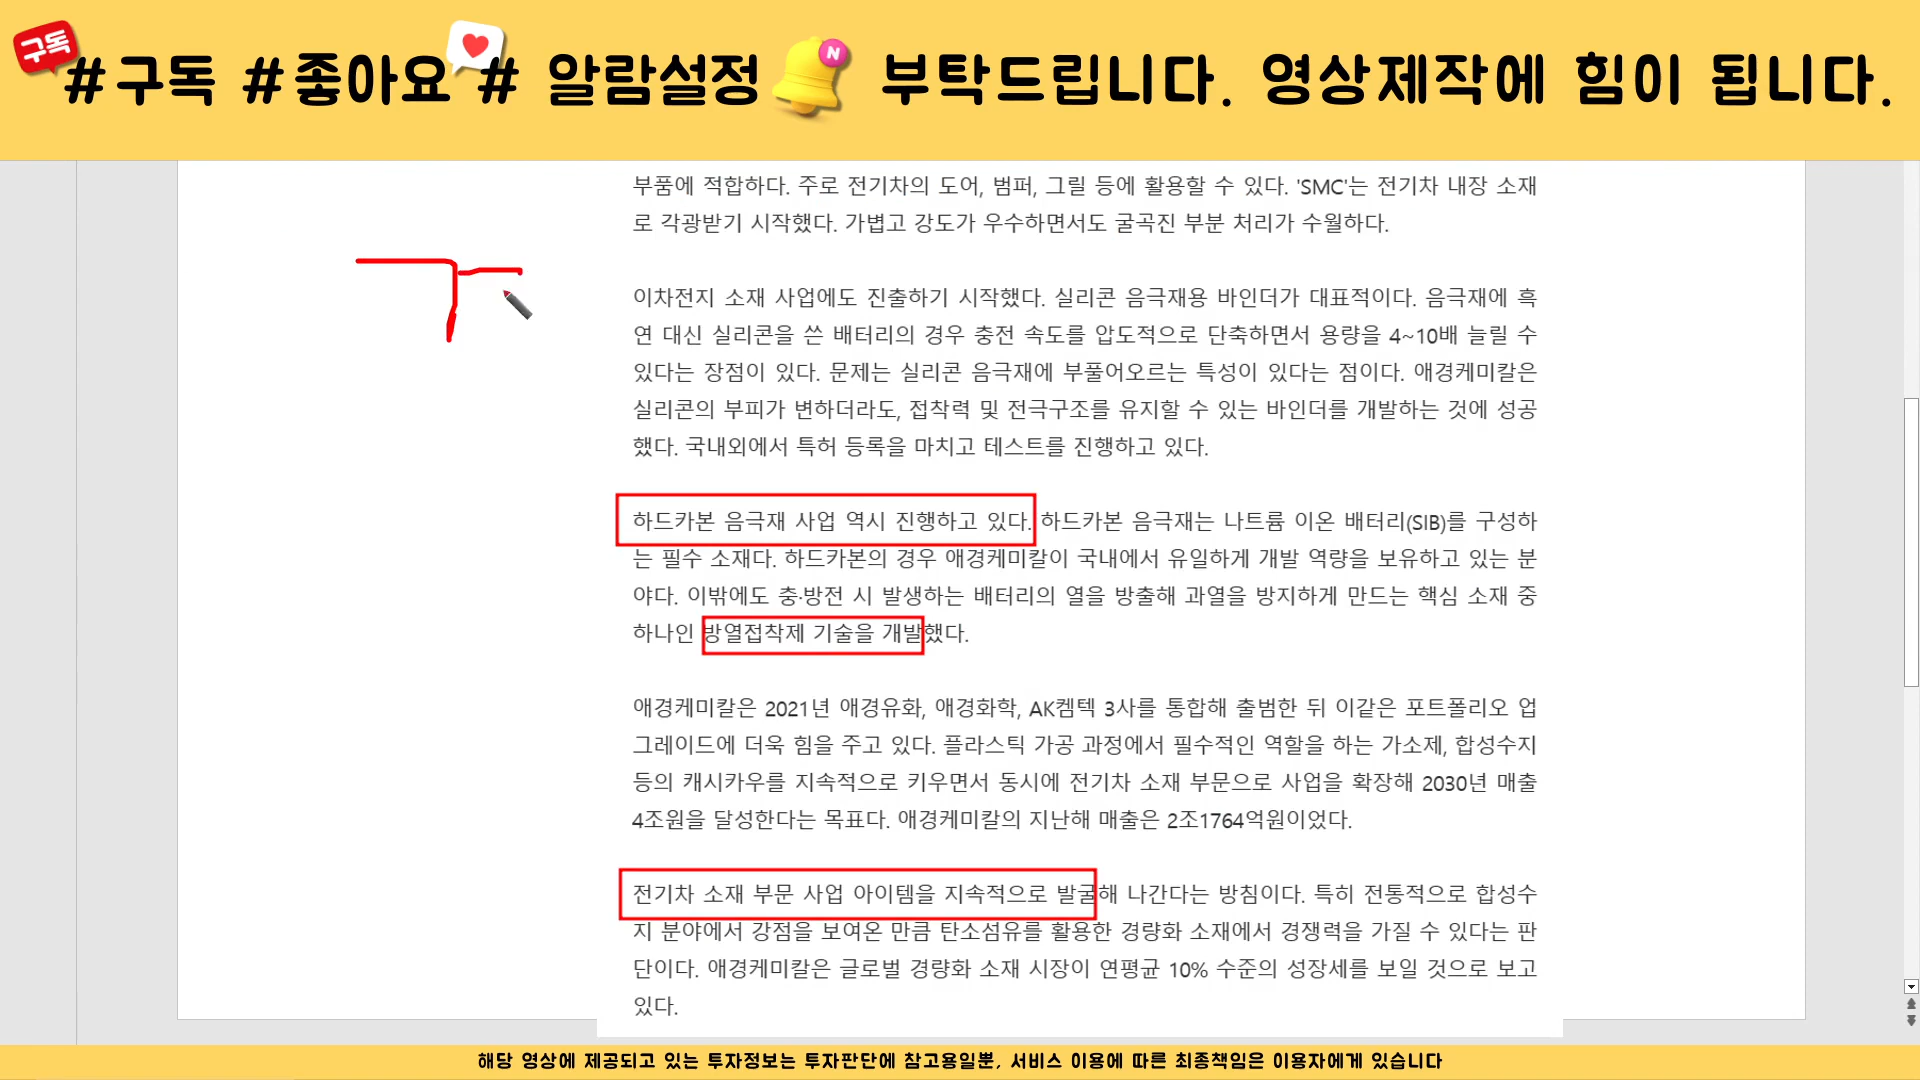 구독
N
#구독 #좋아요 # 알람설정 부탁드립니다. 영상제작에 힘이 됩니다.
부품에 적합하다. 주로 전기차의 도어, 범퍼, 그릴 등에 활용할 수 있다. 'SMC'는 전기차 내장 소재
로 각광받기 시작했다. 가볍고 강도가 우수하면서도 굴곡진 부분 처리가 수월하다.
이차전지 소재 사업에도 진출하기 시작했다. 실리콘 음극재용 바인더가 대표적이다. 음극재에 흑
연 대신 실리콘을 쓴 배터리의 경우 충전 속도를 압도적으로 단축하면서 용량을 4~10배 늘릴 수
있다는 장점이 있다. 문제는 실리콘 음극재에 부풀어오르는 특성이 있다는 점이다. 애경케미칼은
실리콘의 부피가 변하더라도, 접착력 및 전극구조를 유지할 수 있는 바인더를 개발하는 것에 성공
했다. 국내외에서 특허 등록을 마치고 테스트를 진행하고 있다.
하드카본 음극재 사업 역시 진행하고 있다. 하드카본 음극재는 나트륨 이온 배터리(SIB)를 구성하
는 필수 소재다. 하드카본의 경우 애경케미칼이 국내에서 유일하게 개발 역량을 보유하고 있는 분
야다. 이밖에도 충·방전 시 발생하는 배터리의 열을 방출해 과열을 방지하게 만드는 핵심 소재 중
하나인 방열접착제 기술을 개발했다.
애경케미칼은 2021년 애경유화, 애경화학, AK켐텍 3사를 통합해 출범한 뒤 이같은 포트폴리오 업
그레이드에 더욱 힘을 주고 있다. 플라스틱 가공 과정에서 필수적인 역할을 하는 가소제, 합성수지
등의 캐시카우를 지속적으로 키우면서 동시에 전기차 소재 부문으로 사업을 확장해 2030년 매출
4조원을 달성한다는 목표다. 애경케미칼의 지난해 매출은 2조1764억원이었다.
전기차 소재 부문 사업 아이템을 지속적으로 발굴해 나간다는 방침이다. 특히 전통적으로 합성수
지 분야에서 강점을 보여온 만큼 탄소섬유를 활용한 경량화 소재에서 경쟁력을 가질 수 있다는 판
단이다. 애경케미칼은 글로벌 경량화 소재 시장이 연평균 10% 수준의 성장세를 보일 것으로 보고
있다.
해당 영상에 제공되고 있는 투자정보는 투자판단에 참고용일뿐, 서비스 이용에 따른 최종책임은 이용자에게 있습니다